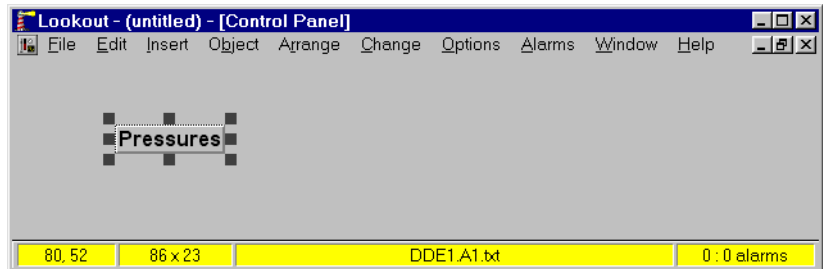 Lookout - (untitled) - [Control Panel]
File Edit Insert Object Arrange Change Options Alarms Window Help
Pressures
80, 52 86 x 23 DDE1.A1.txt 0 : 0 alarms